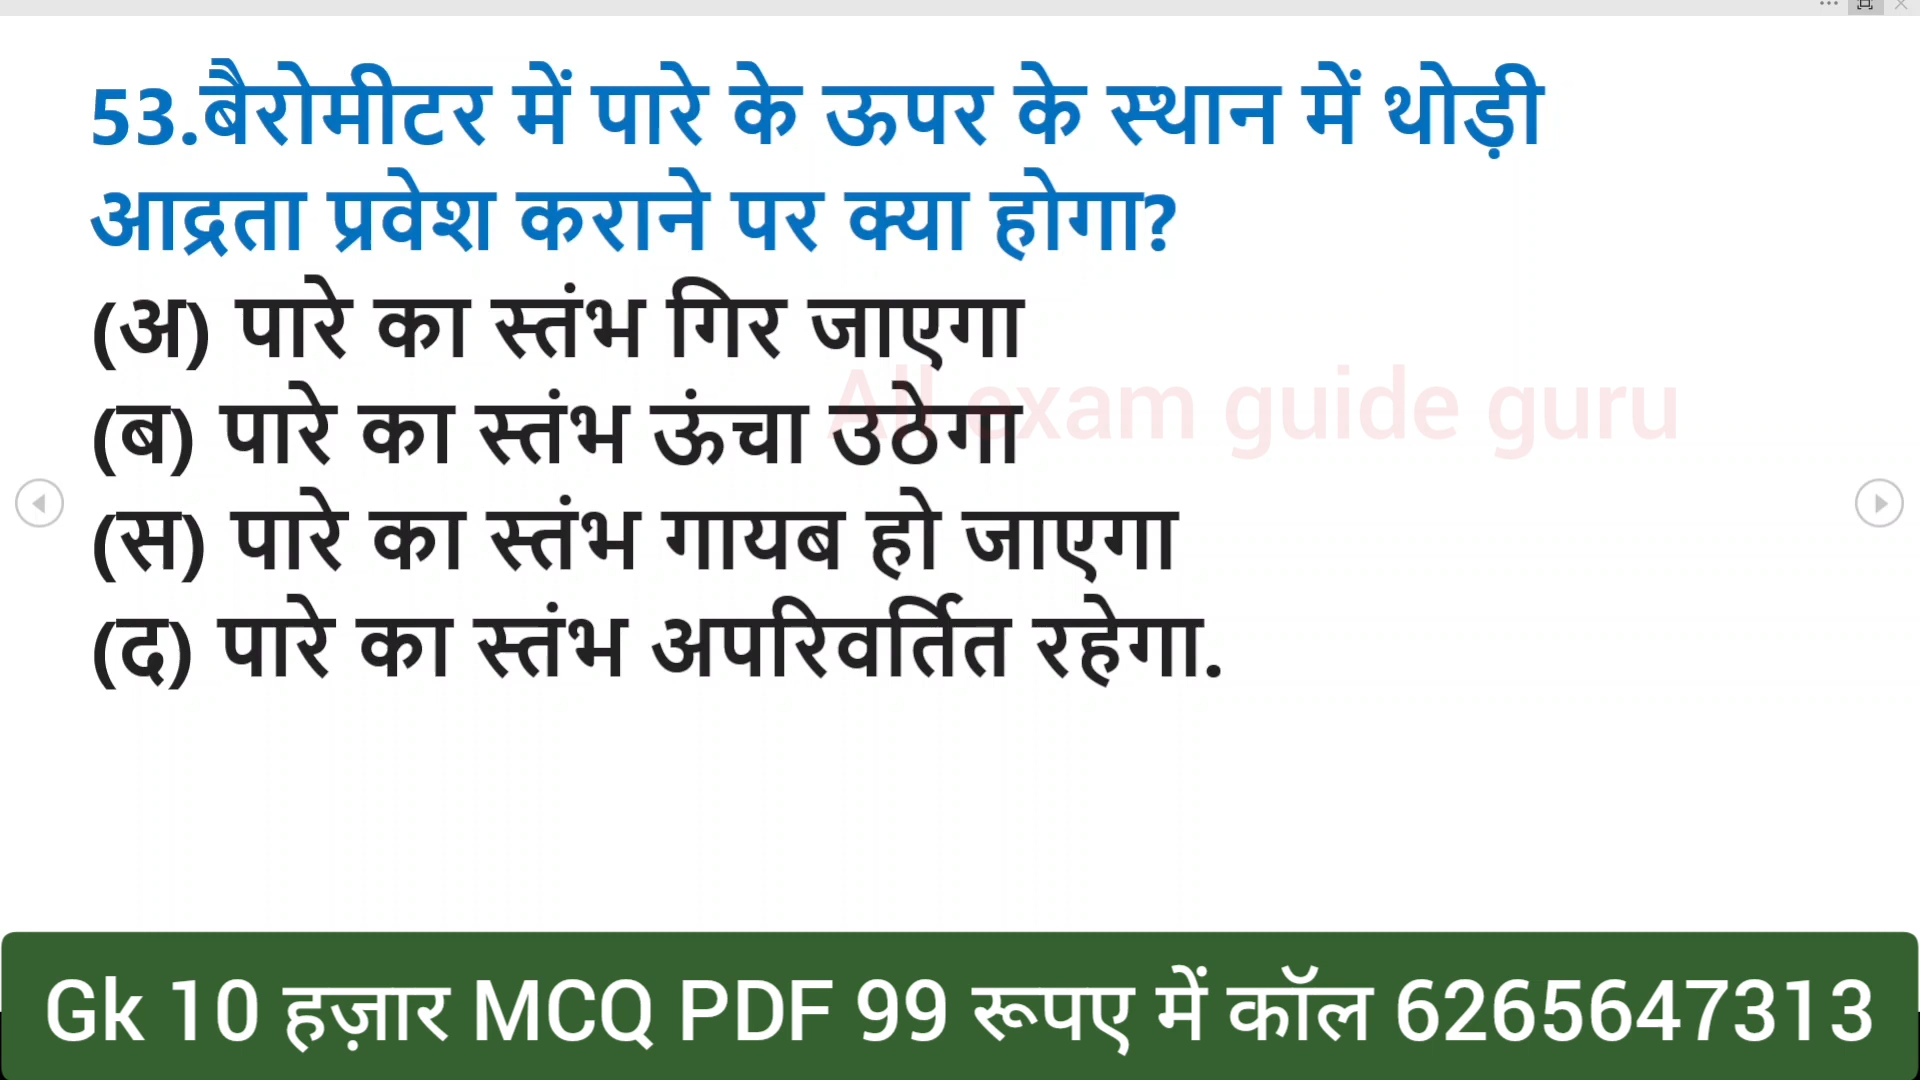 53.बैरोमीटर में पारे के ऊपर के स्थान में थोड़ी
आद्रता प्रवेश कराने पर क्या होगा?
(अ) पारे का स्तंभ गिर जाएगा
(ब) पारे का स्तंभ ऊंचा उठेगा
All exam guide guru
(स) पारे का स्तंभ गायब हो जाएगा
(द) पारे का स्तंभ अपरिवर्तित रहेगा.
Gk 10 हज़ार MCQ PDF 99 रूपए में कॉल 6265647313